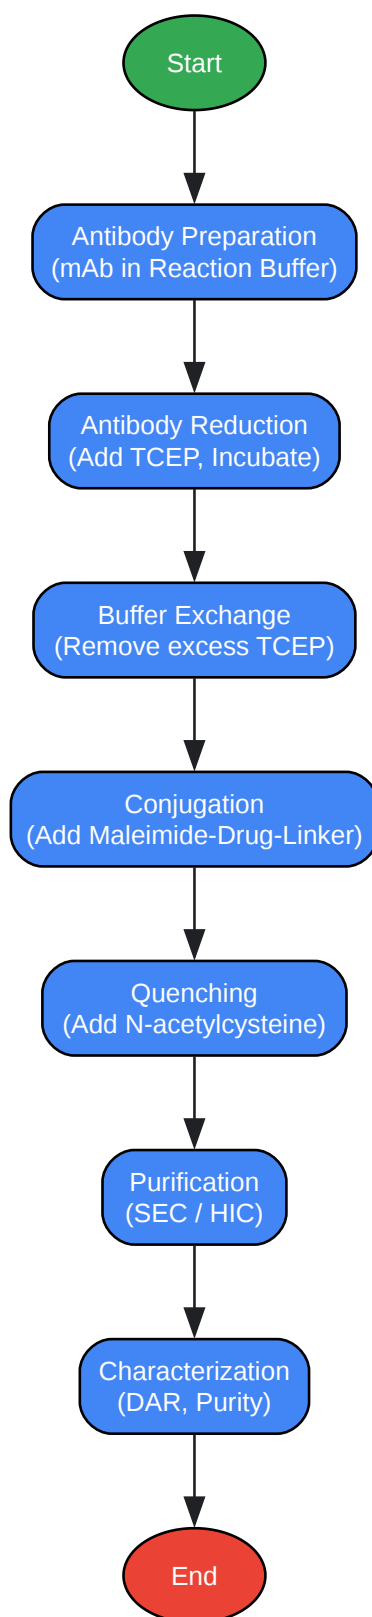 Start
Antibody Preparation
(mAb in Reaction Buffer)
Antibody Reduction
(Add TCEP, Incubate)
Buffer Exchange
(Remove excess TCEP)
Conjugation
(Add Maleimide-Drug-Linker)
Quenching
(Add N-acetylcysteine)
Purification
(SEC / HIC)
Characterization
(DAR, Purity)
End